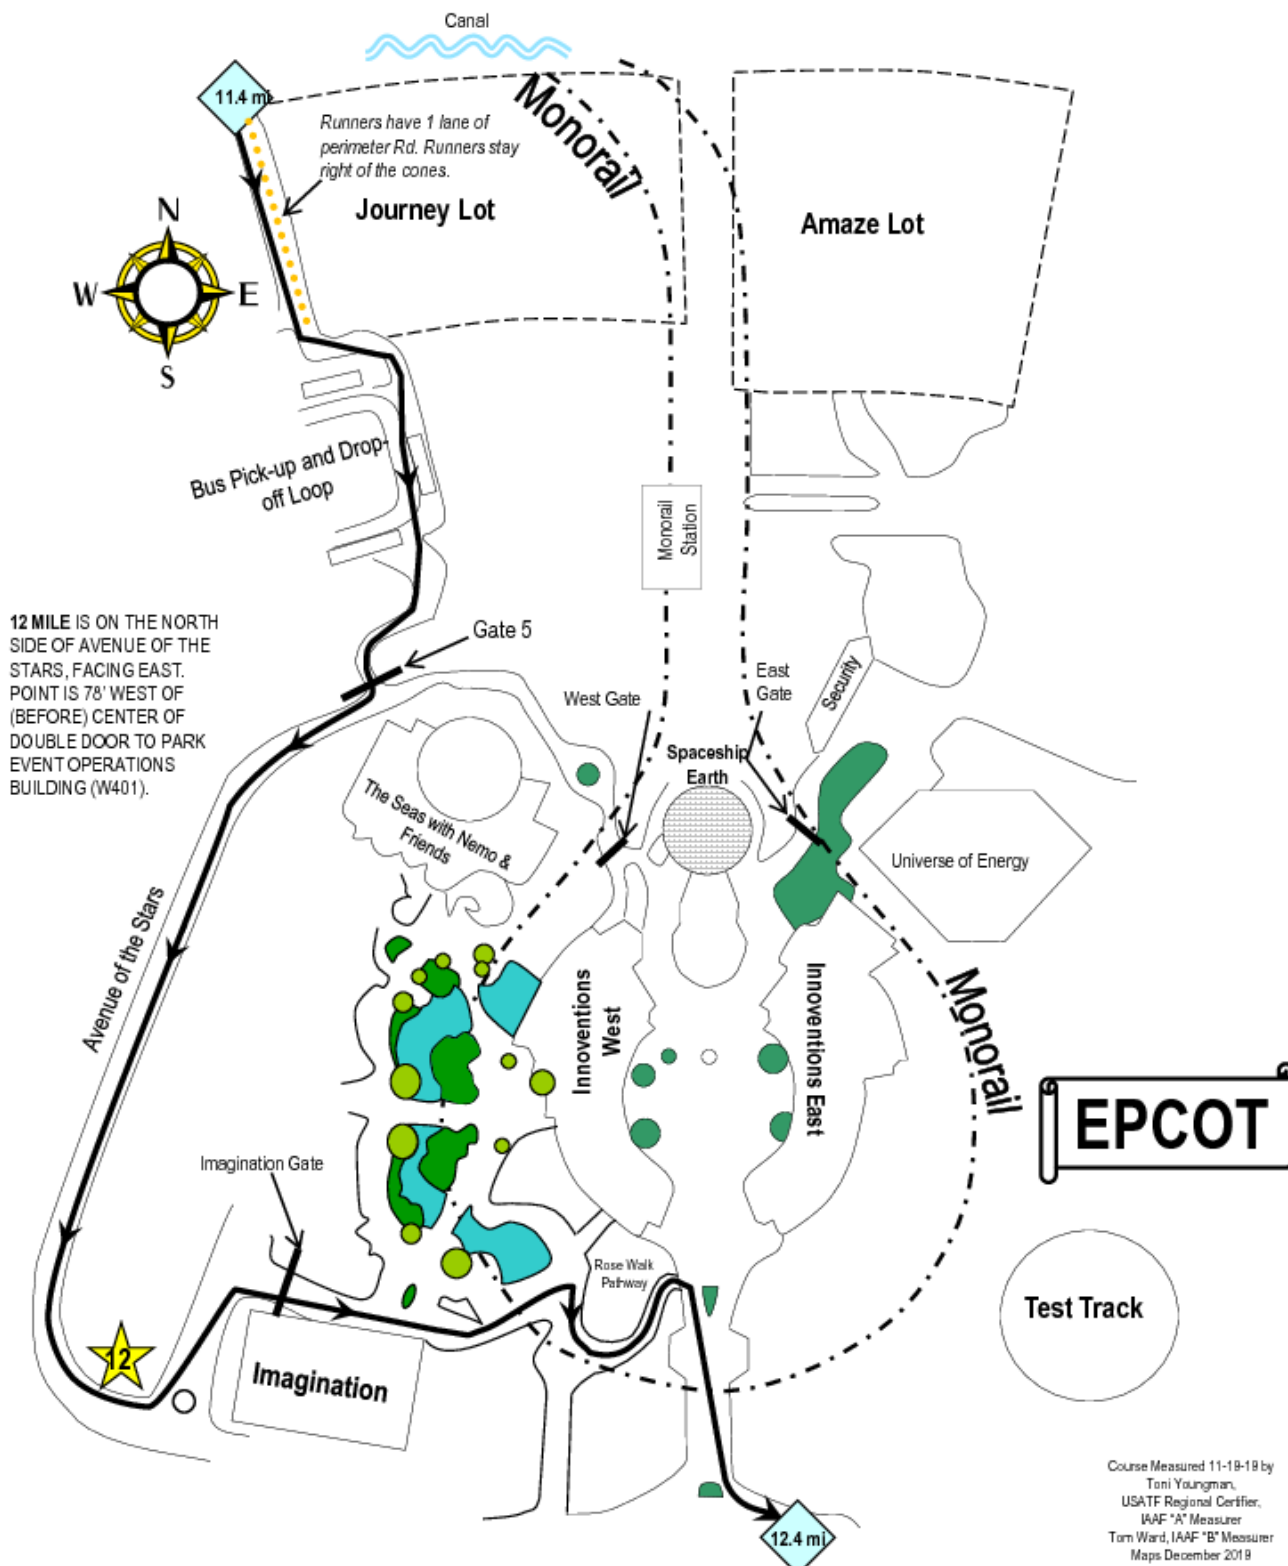 Canal
11.4 mi
Runners have 1 lane of
perimeter Rd. Runners stay
right of the cones.
Monorail
Journey Lot
Amaze Lot
N
W
E
S
Bus Pick-up and Drop-
off Loop
Monorail
Station
12 MILE IS ON THE NORTH
SIDE OF AVENUE OF THE
STARS, FACING EAST.
POINT IS 78' WEST OF
(BEFORE) CENTER OF
DOUBLE DOOR TO PARK
EVENT OPERATIONS
BUILDING (W401).
Gate 5
West Gate
East
Gate
Security
Spaceship
Earth
The Seas with Nemo &
Friends
Universe of Energy
Avenue of the Stars
Innoventions
West
Innoventions East
Monorail
EPCOT
Imagination Gate
Rose Walk
Pathway
Test Track
12
Imagination
12.4 mi
Course Measured 11-19-19 by
Toni Youngman,
USATF Regional Certifier,
IAAF "A" Measurer
Tom Ward, IAAF "B" Measurer
Maps December 2019